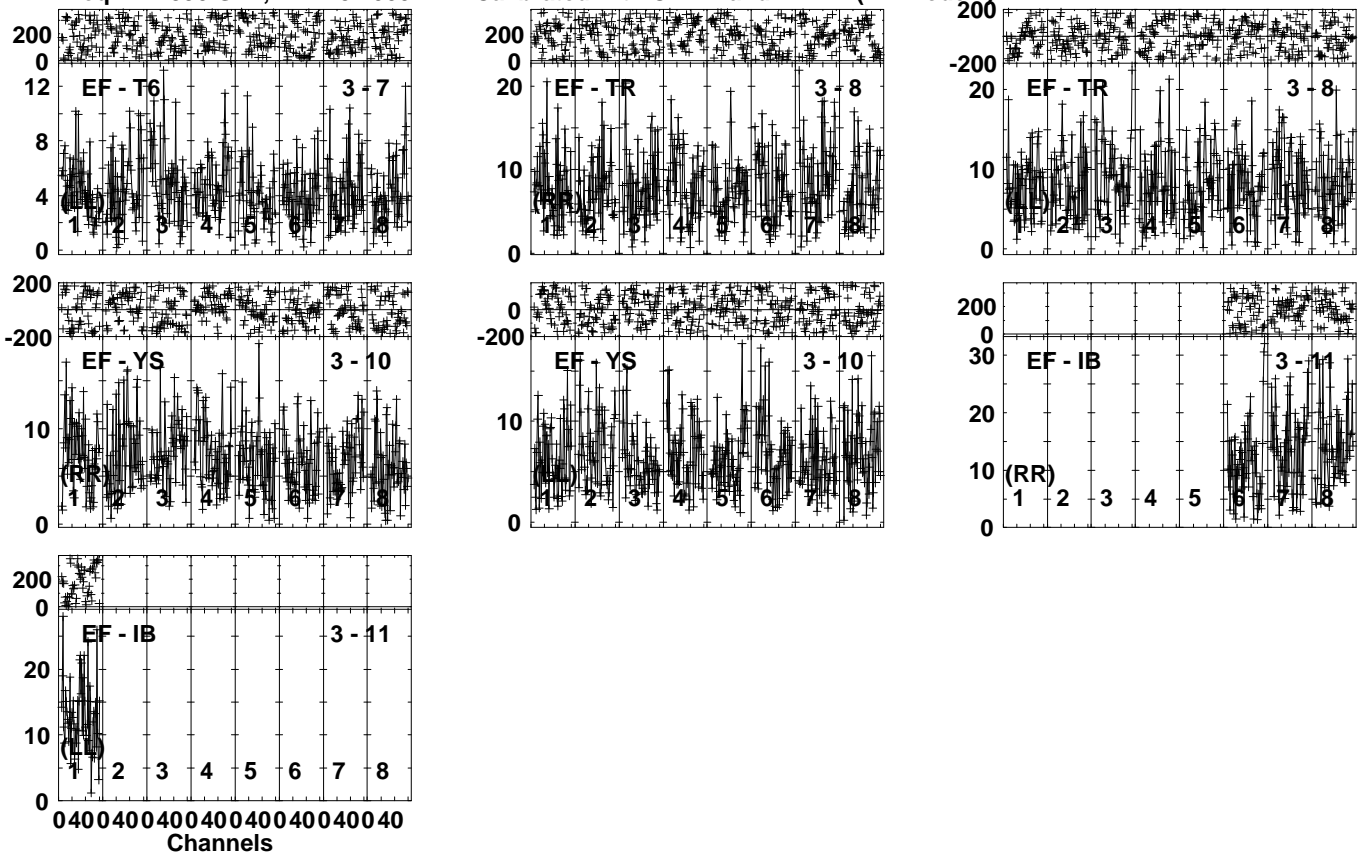 200
0
200
0
200
-200
12
8
4
0
EF - T6 3 - 7
(LL)
1 2 3 4 5 6 7 8
20
10
0
EF - TR 3 - 8
(RR)
1 2 3 4 5 6 7 8
20
10
0
EF - TR 3 - 8
(LL)
1 2 3 4 5 6 7 8
200
-200
0
-200
200
0
10
0
EF - YS 3 - 10
(RR)
1 2 3 4 5 6 7 8
10
0
EF - YS 3 - 10
(LL)
1 2 3 4 5 6 7 8
30
20
10
0
EF - IB 3 - 11
(RR)
1 2 3 4 5 6 7 8
200
0
20
10
0
EF - IB 3 - 11
(LL)
1 2 3 4 5 6 7 8
0 40 0 40 0 40 0 40 0 40 0 40 0 40 0 40
Channels